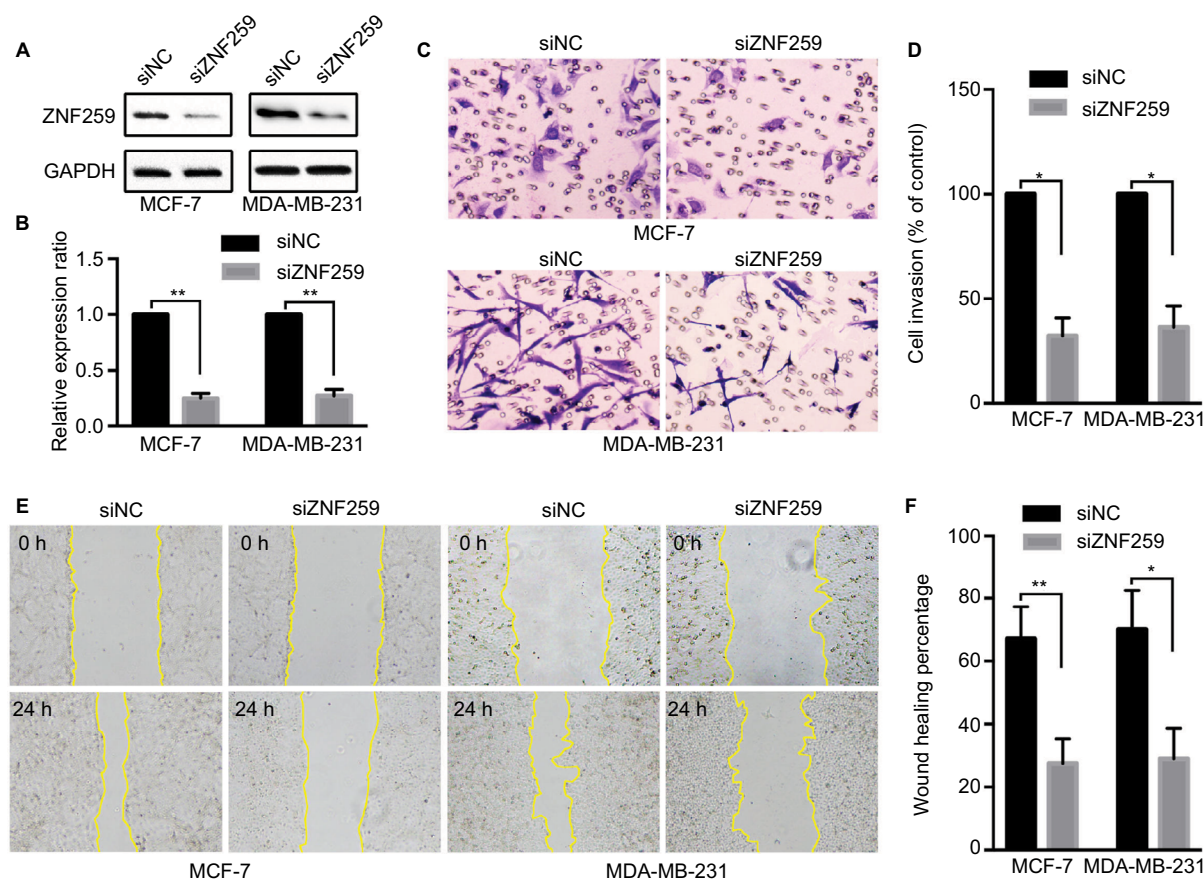 A
siNC
siZNF259
siNC
siZNF259
ZNF259
GAPDH
MCF-7
MDA-MB-231
B
siNC
siZNF259
Relative expression ratio
1.5
1.0
0.5
0.0
**
**
MCF-7
MDA-MB-231
C
siNC
siZNF259
MCF-7
siNC
siZNF259
MDA-MB-231
D
siNC
siZNF259
Cell invasion (% of control)
150
100
50
0
*
*
MCF-7
MDA-MB-231
E
siNC
siZNF259
siNC
siZNF259
0 h
0 h
0 h
0 h
24 h
24 h
24 h
24 h
MCF-7
MDA-MB-231
F
siNC
siZNF259
Wound healing percentage
100
80
60
40
20
0
**
*
MCF-7
MDA-MB-231